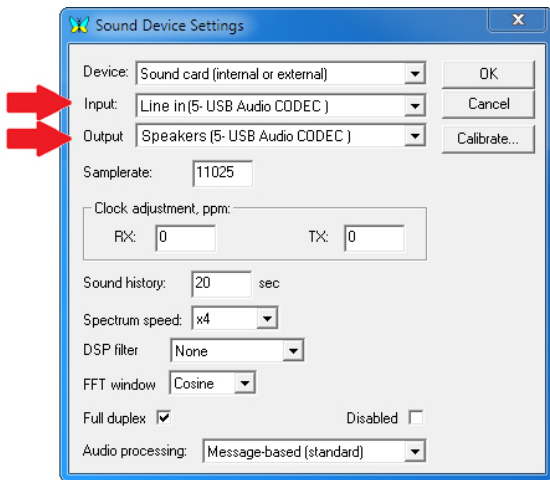 Sound Device Settings
x
Device: Sound card (internal or external)
OK
Input: Line in (5- USB Audio CODEC )
Cancel
Output Speakers (5- USB Audio CODEC )
Calibrate...
Samplerate: 11025
Clock adjustment, ppm:
RX: 0 TX: 0
Sound history: 20 sec
Spectrum speed: x4
DSP filter None
FFT window Cosine
Full duplex Disabled
Audio processing: Message-based (standard)